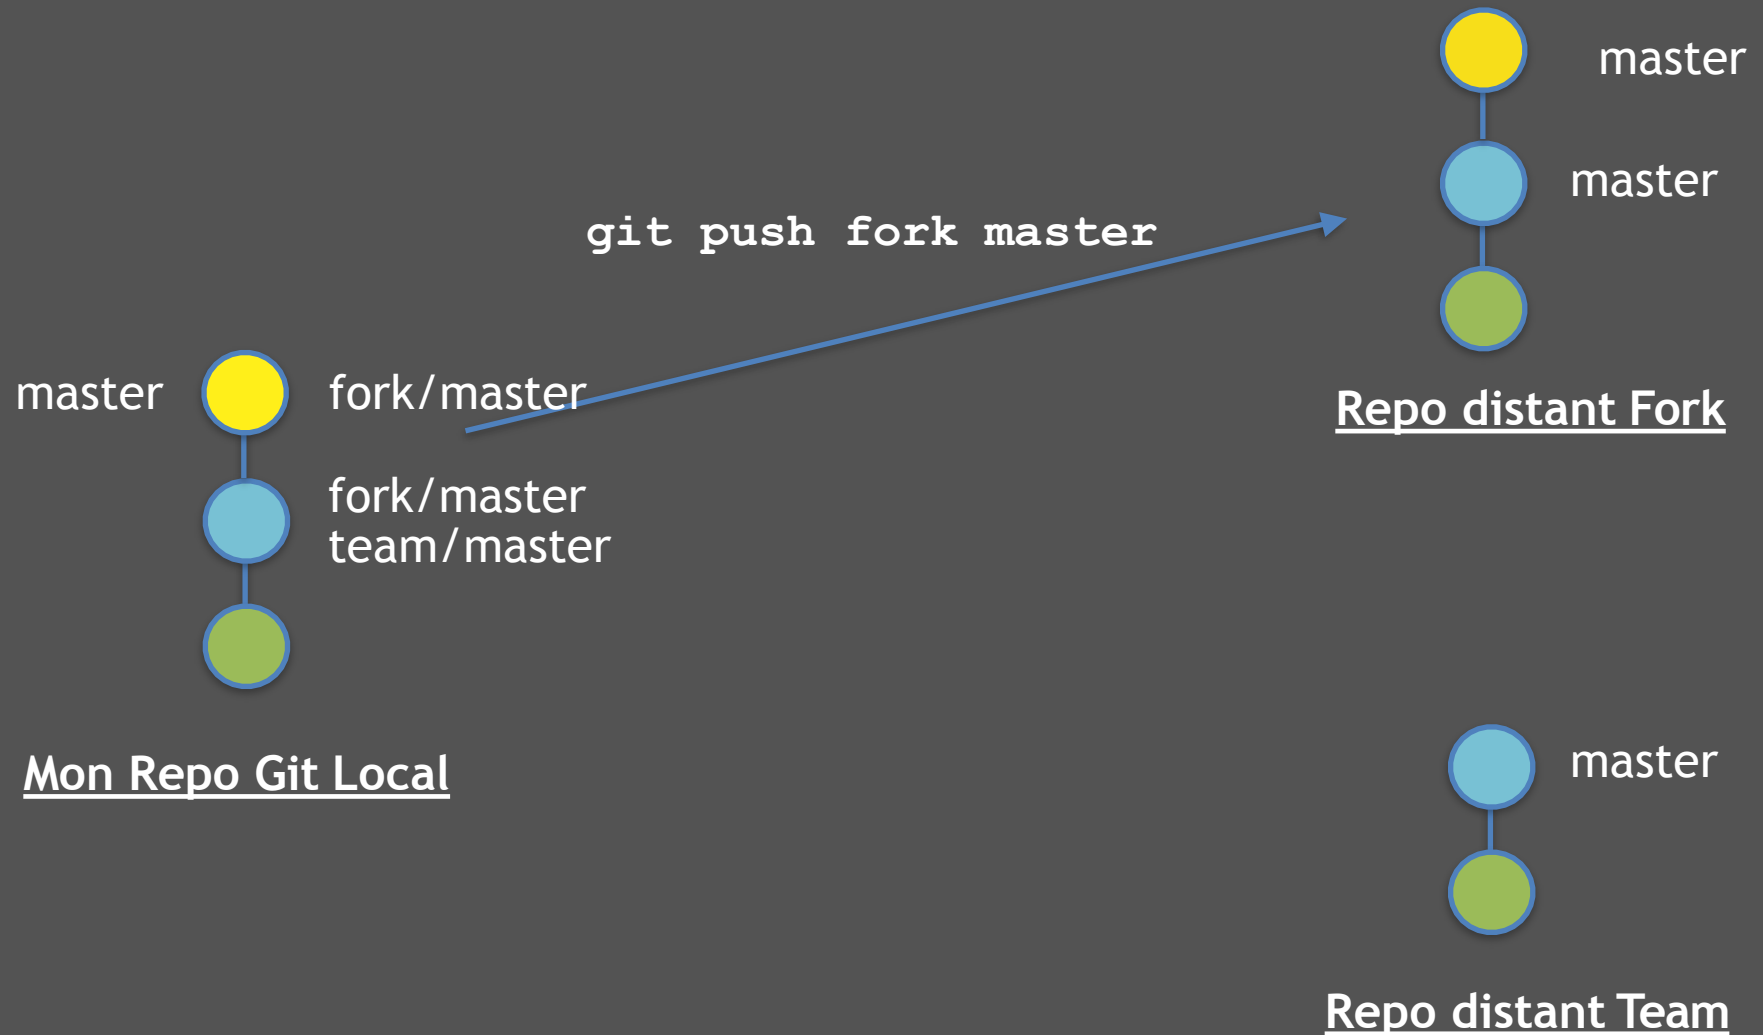 master
master
git push fork master
master
fork/master
Repo distant Fork
fork/master
team/master
Mon Repo Git Local
master
Repo distant Team